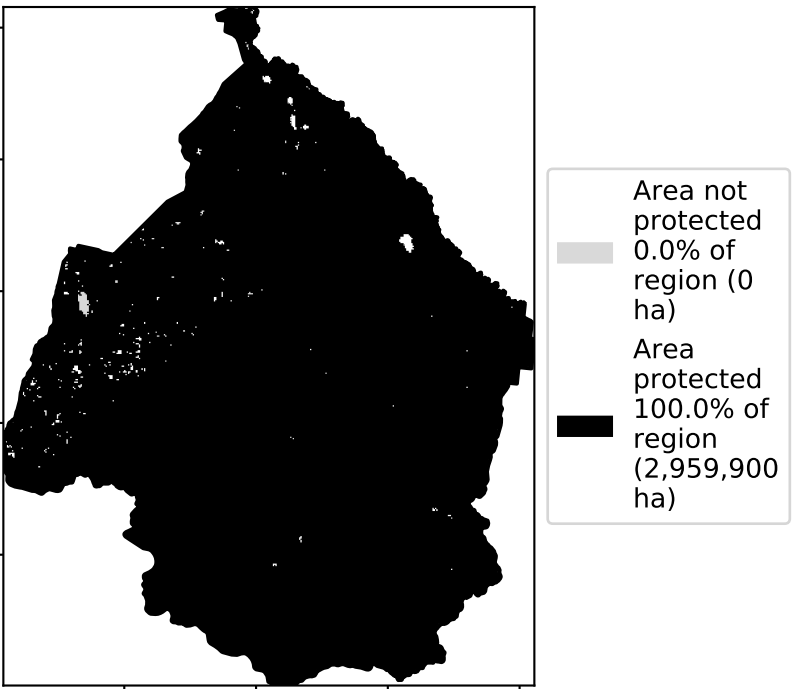 Area not
protected
0.0% of
region (0
ha)
Area
protected
100.0% of
region
(2,959,900
ha)